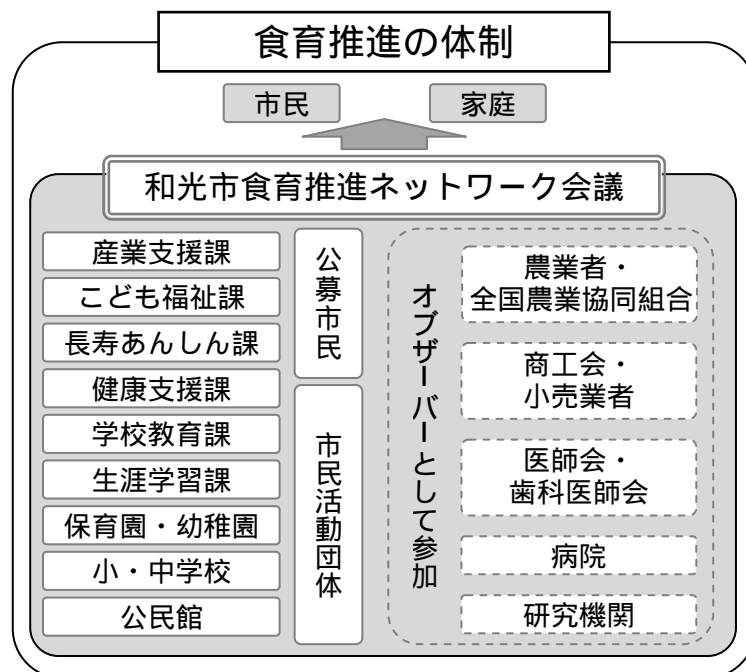 食育推進の体制
市民
家庭
和光市食育推進ネットワーク会議
産業支援課
こども福祉課
長寿あんしん課
健康支援課
学校教育課
生涯学習課
保育園・幼稚園
小・中学校
公民館
公募市民
市民活動団体
オブザーバーとして参加
農業者・
全国農業協同組合
商工会・
小売業者
医師会・
歯科医師会
病院
研究機関